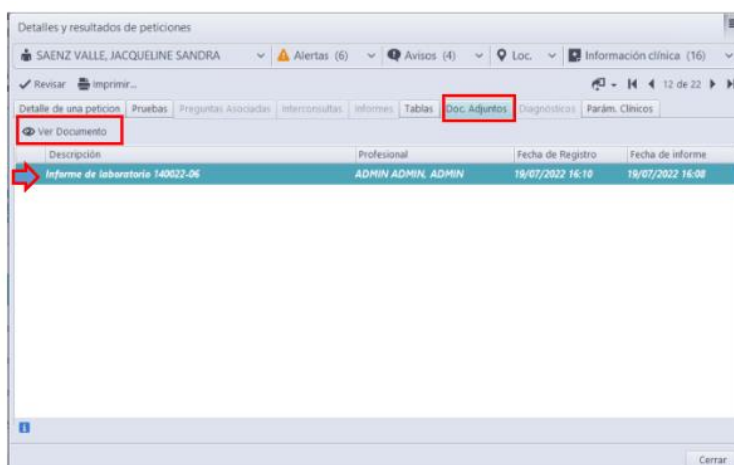 Detalles y resultados de peticiones
SAENZ VALLE, JACQUELINE SANDRA Alertas (6) Avisos (4) Loc. Información clínica (16)
Revisar Imprimir... 12 de 22
Detalle de una peticion Pruebas Preguntas Asociadas Interconsultas Informes Tablas Doc. Adjuntos Diagnósticos Parám. Clínicos
Ver Documento
Descripción Profesional Fecha de Registro Fecha de informe
Informe de laboratorio 140022-06 ADMIN ADMIN, ADMIN 19/07/2022 16:10 19/07/2022 16:08
Cerrar